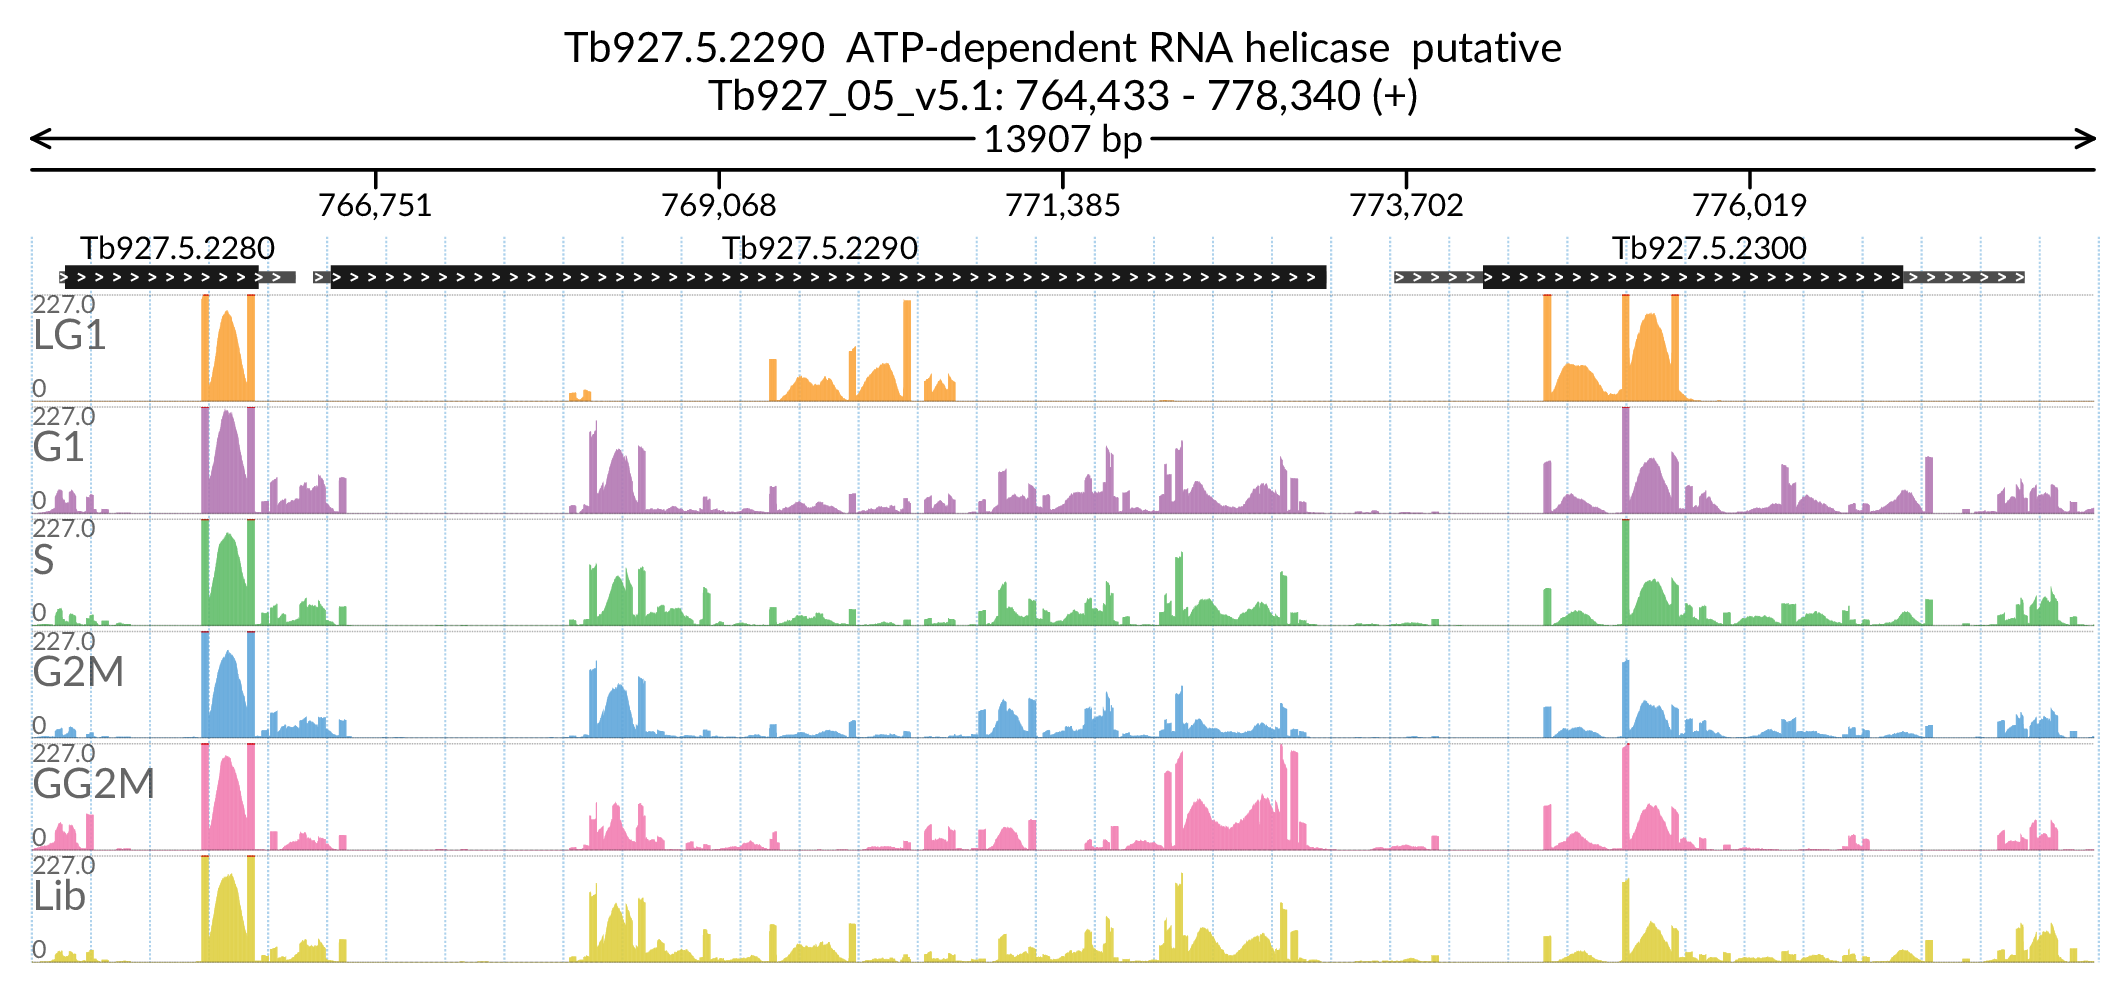 Tb927.5.2290 ATP-dependent RNA helicase putative
Tb927_05_v5.1: 764,433 - 778,340 (+)
13907 bp
766,751 769,068 771,385 773,702 776,019
Tb927.5.2280 Tb927.5.2290 Tb927.5.2300
227.0
LG1
0
227.0
G1
0
227.0
S
0
227.0
G2M
0
227.0
GG2M
0
227.0
Lib
0